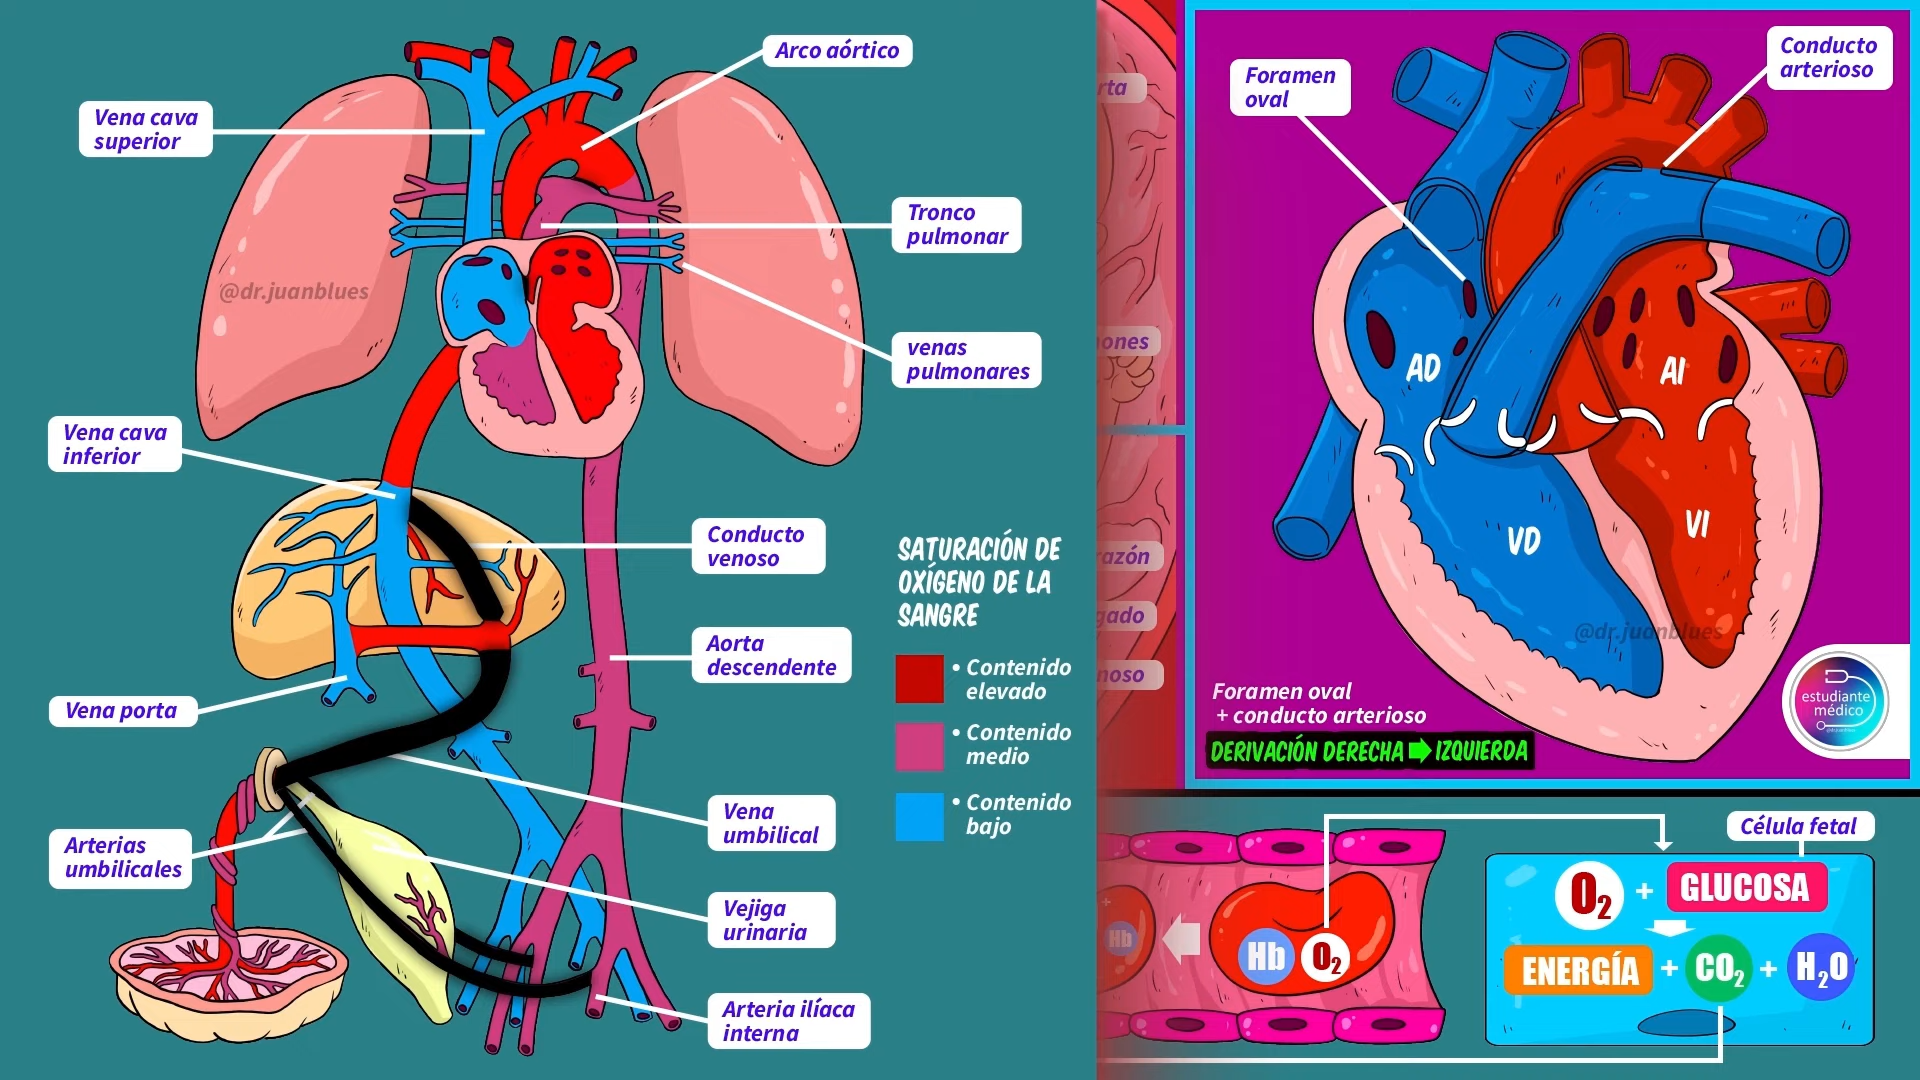 Arco aórtico
Vena cava
superior
Tronco
pulmonar
@dr.juanblues
venas
pulmonares
Vena cava
inferior
Conducto
venoso
Aorta
descendente
Vena porta
Vena
umbilical
Arterias
umbilicales
Vejiga
urinaria
Arteria ilíaca
interna
SATURACIÓN DE
OXÍGENO DE LA
SANGRE
• Contenido
elevado
• Contenido
medio
• Contenido
bajo
Foramen
oval
Conducto
arterioso
AD
AI
VD
VI
@dr.juanblues
Foramen oval
+ conducto arterioso
DERIVACIÓN DERECHA IZQUIERDA
estudiante
médico
Célula fetal
O2 + GLUCOSA
ENERGÍA + CO2 + H2O
Hb
Hb O2